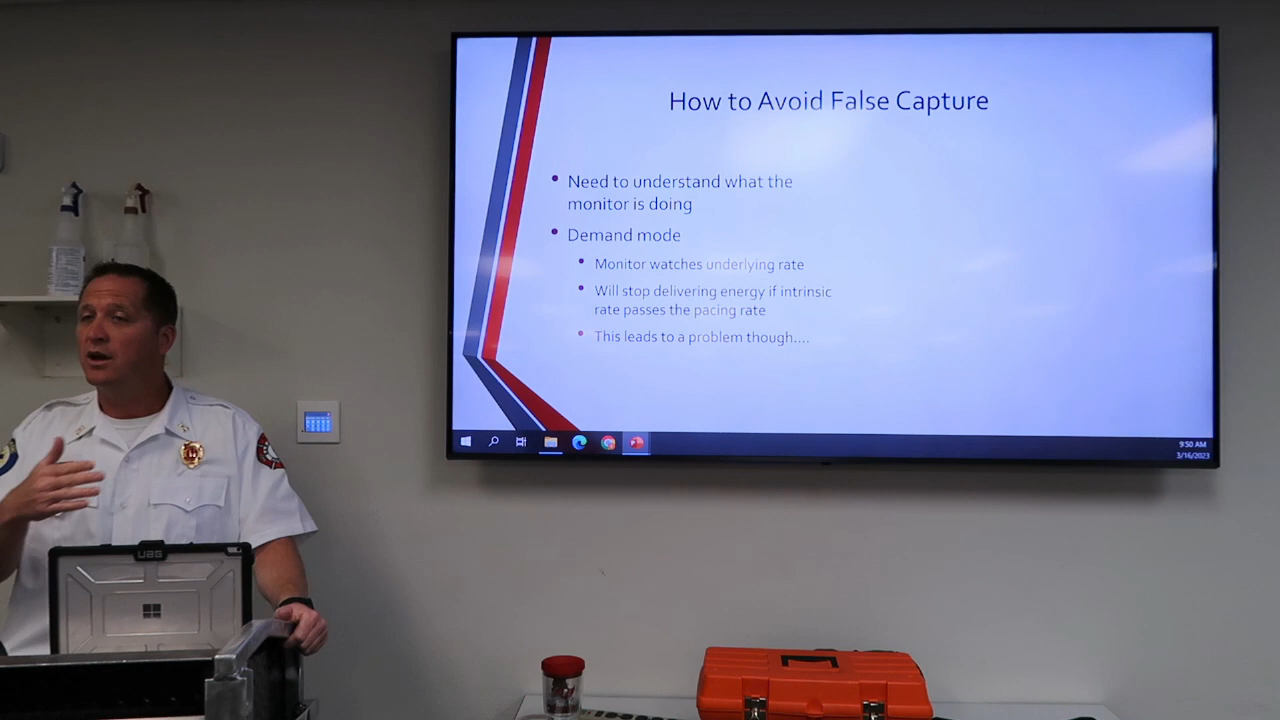 How to Avoid False Capture
• Need to understand what the
monitor is doing
• Demand mode
• Monitor watches underlying rate
• Will stop delivering energy if intrinsic
rate passes the pacing rate
• This leads to a problem though....
9:50 AM
3/16/2023
UAG